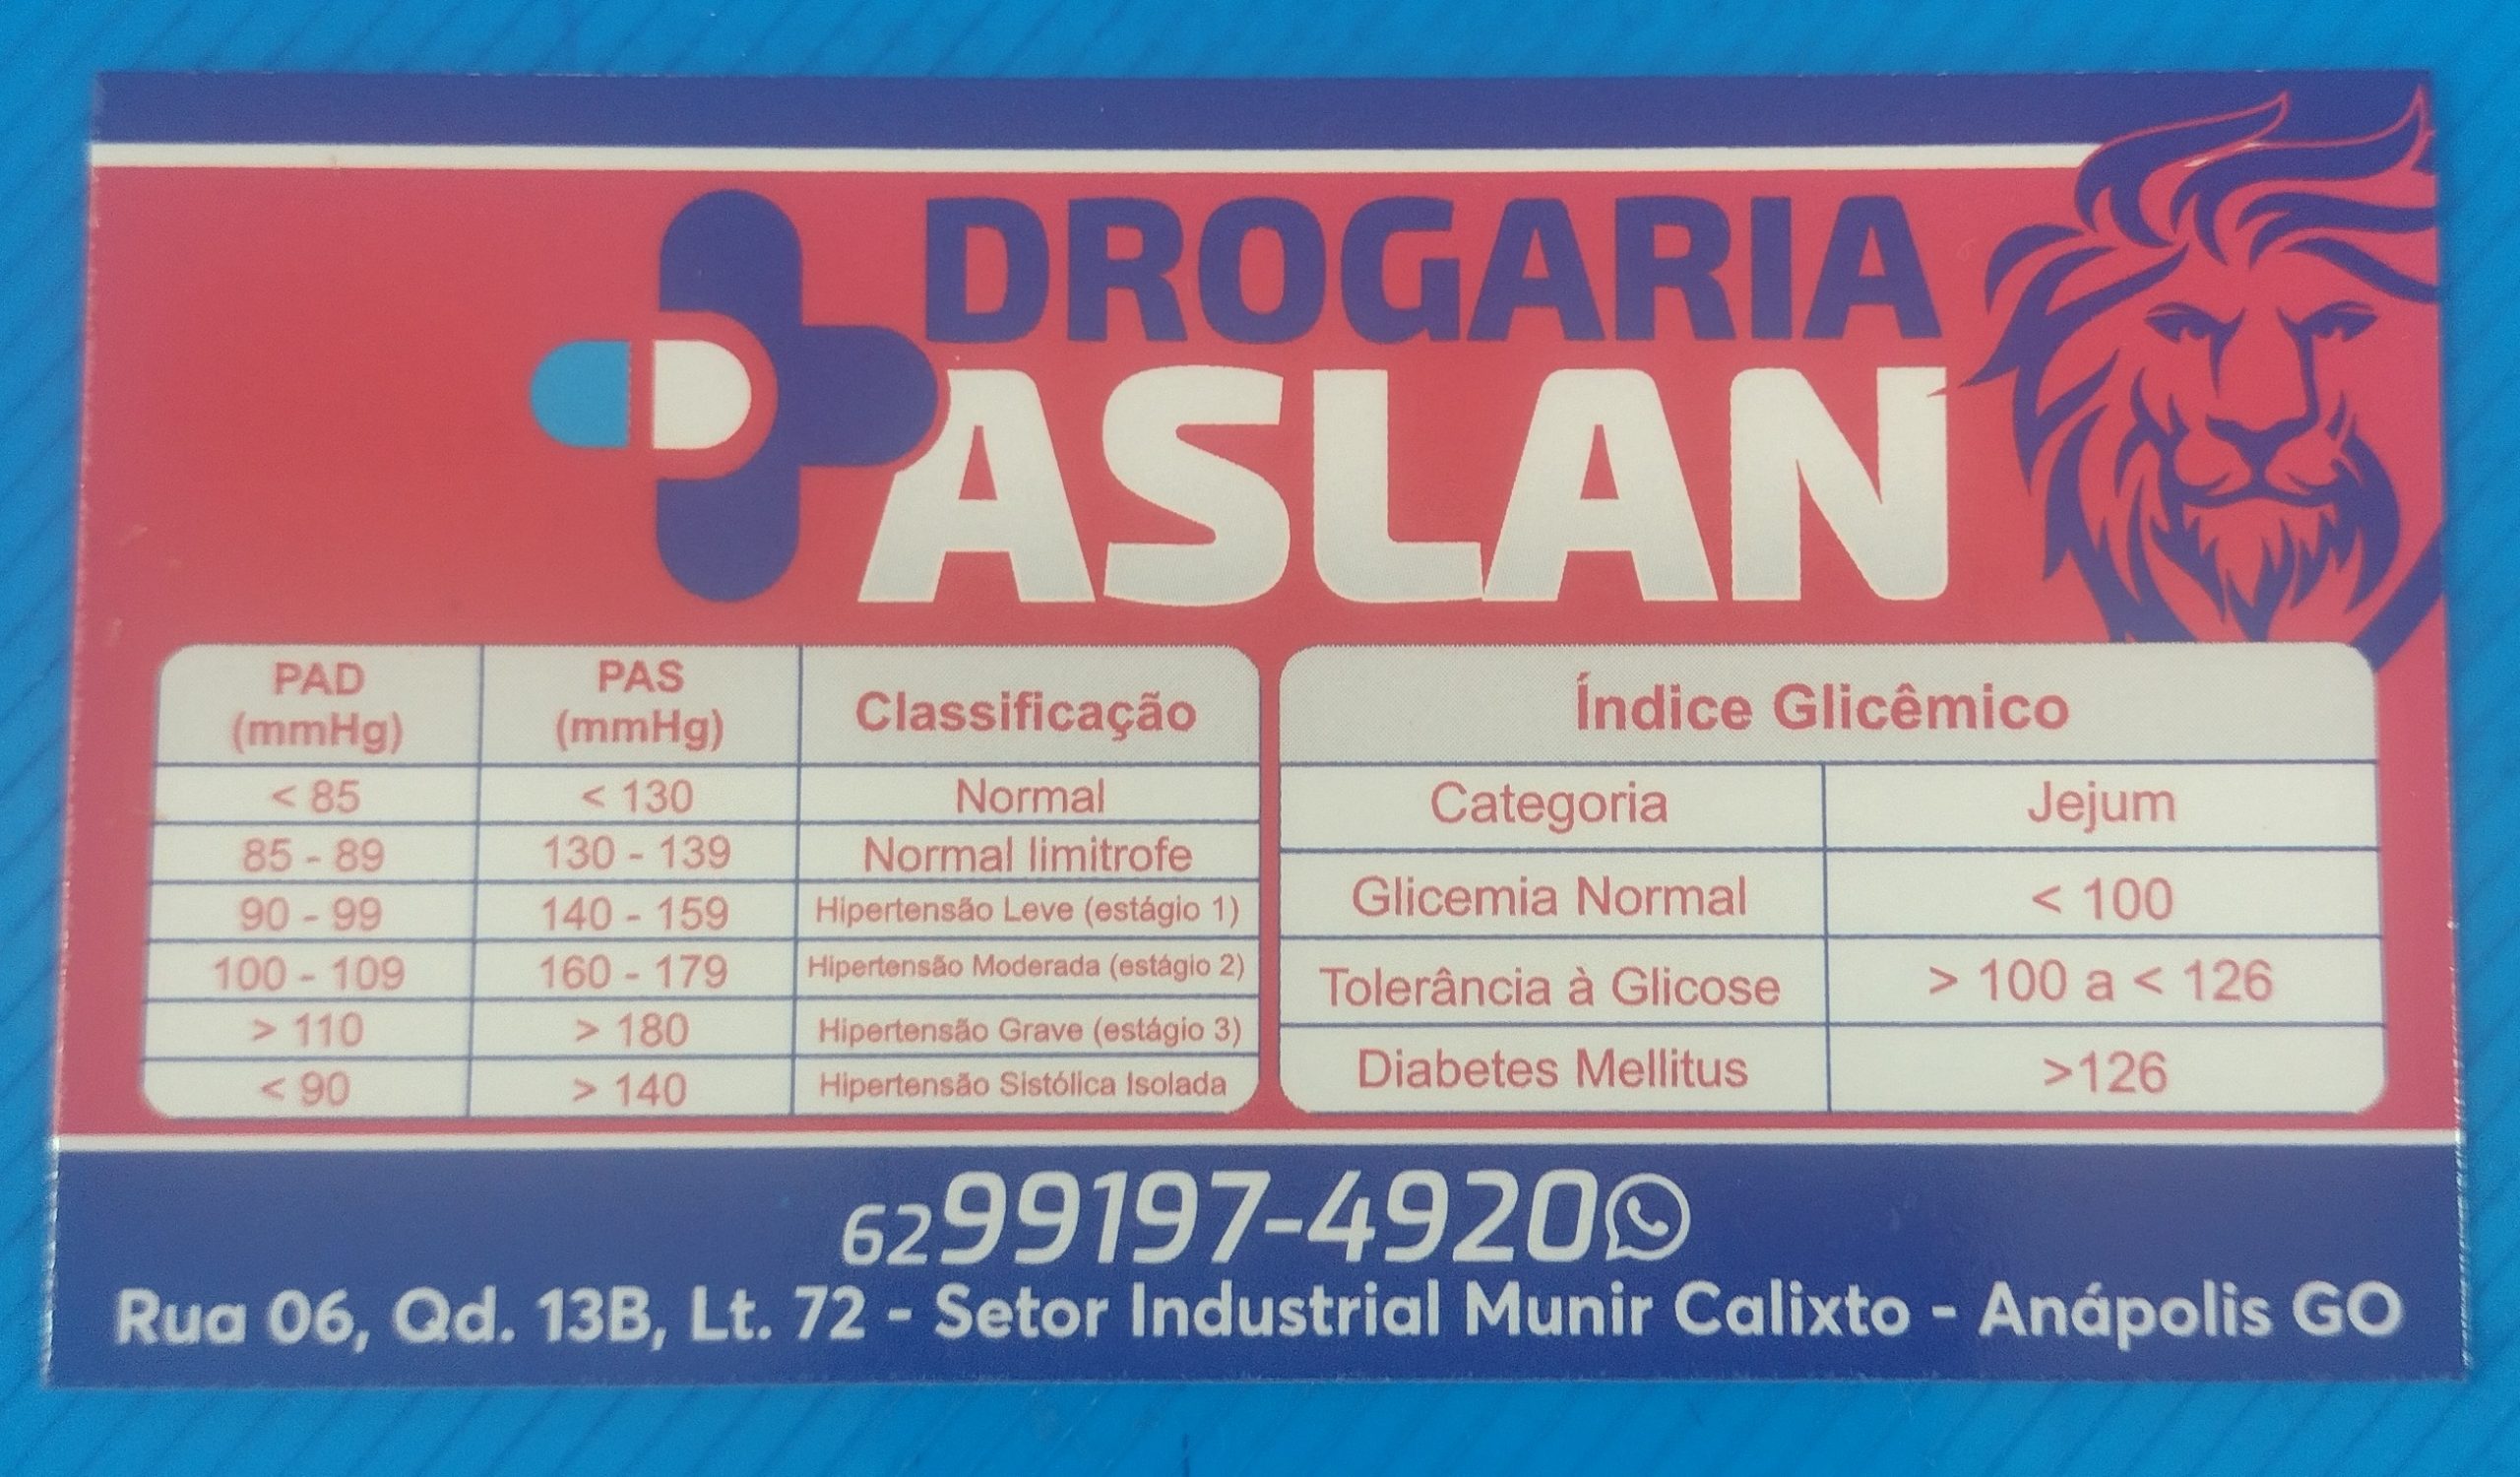 DROGARIA
ASLAN
PAD (mmHg) PAS (mmHg) Classificação
< 85 < 130 Normal
85 - 89 130 - 139 Normal limitrofe
90 - 99 140 - 159 Hipertensão Leve (estágio 1)
100 - 109 160 - 179 Hipertensão Moderada (estágio 2)
> 110 > 180 Hipertensão Grave (estágio 3)
< 90 > 140 Hipertensão Sistólica Isolada
Índice Glicêmico
Categoria Jejum
Glicemia Normal < 100
Tolerância à Glicose > 100 a < 126
Diabetes Mellitus >126
62 99197-4920
Rua 06, Qd. 13B, Lt. 72 - Setor Industrial Munir Calixto - Anápolis GO